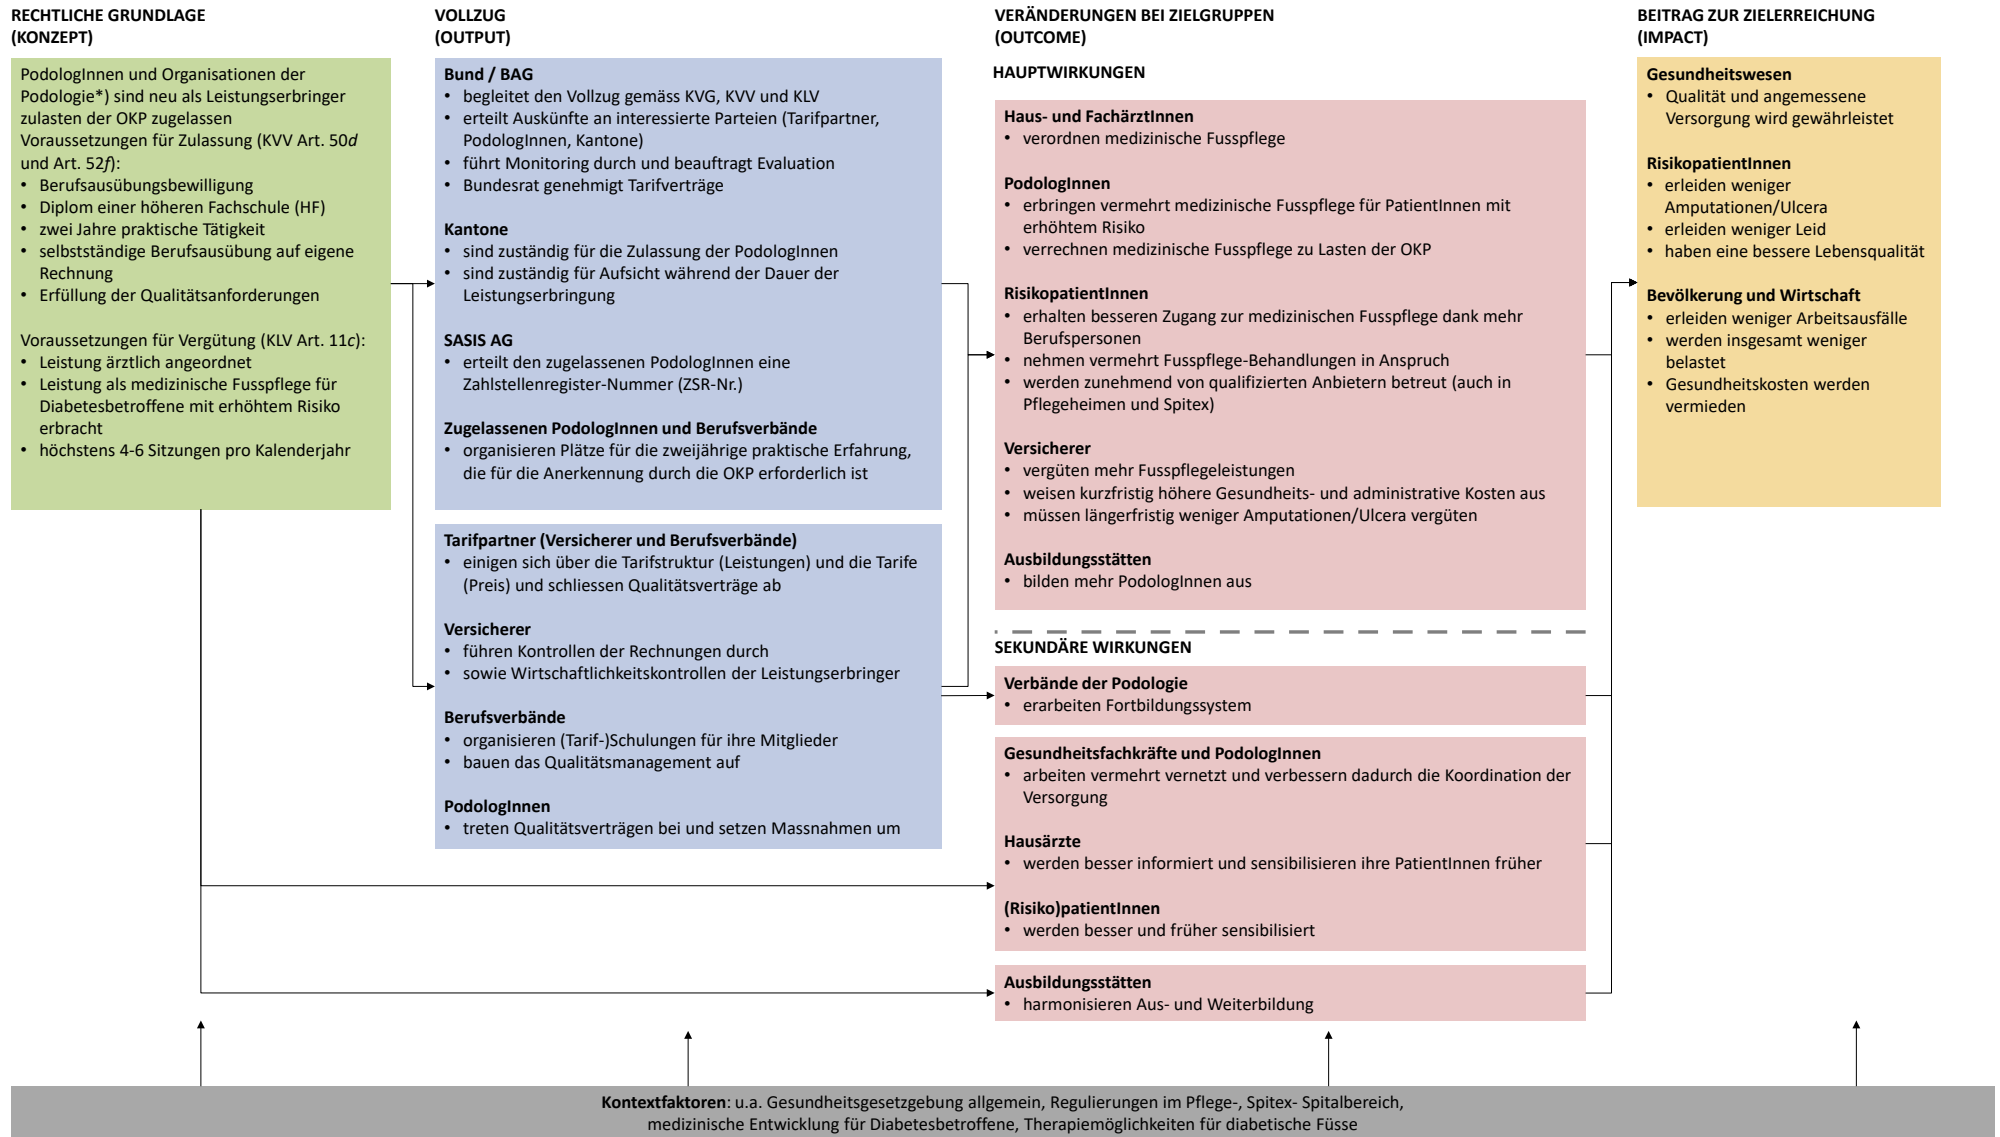 RECHTLICHE GRUNDLAGE
(KONZEPT)
PodologInnen und Organisationen der
Podologie*) sind neu als Leistungserbringer
zulasten der OKP zugelassen
Voraussetzungen für Zulassung (KVV Art. 50d
und Art. 52f):
• Berufsausübungsbewilligung
• Diplom einer höheren Fachschule (HF)
• zwei Jahre praktische Tätigkeit
• selbstständige Berufsausübung auf eigene
Rechnung
• Erfüllung der Qualitätsanforderungen
Voraussetzungen für Vergütung (KLV Art. 11c):
• Leistung ärztlich angeordnet
• Leistung als medizinische Fusspflege für
Diabetesbetroffene mit erhöhtem Risiko
erbracht
• höchstens 4-6 Sitzungen pro Kalenderjahr
VOLLZUG
(OUTPUT)
Bund / BAG
• begleitet den Vollzug gemäss KVG, KVV und KLV
• erteilt Auskünfte an interessierte Parteien (Tarifpartner,
PodologInnen, Kantone)
• führt Monitoring durch und beauftragt Evaluation
• Bundesrat genehmigt Tarifverträge
Kantone
• sind zuständig für die Zulassung der PodologInnen
• sind zuständig für Aufsicht während der Dauer der
Leistungserbringung
SASIS AG
• erteilt den zugelassenen PodologInnen eine
Zahlstellenregister-Nummer (ZSR-Nr.)
Zugelassenen PodologInnen und Berufsverbände
• organisieren Plätze für die zweijährige praktische Erfahrung,
die für die Anerkennung durch die OKP erforderlich ist
Tarifpartner (Versicherer und Berufsverbände)
• einigen sich über die Tarifstruktur (Leistungen) und die Tarife
(Preis) und schliessen Qualitätsverträge ab
Versicherer
• führen Kontrollen der Rechnungen durch
• sowie Wirtschaftlichkeitskontrollen der Leistungserbringer
Berufsverbände
• organisieren (Tarif-)Schulungen für ihre Mitglieder
• bauen das Qualitätsmanagement auf
PodologInnen
• treten Qualitätsverträgen bei und setzen Massnahmen um
VERÄNDERUNGEN BEI ZIELGRUPPEN
(OUTCOME)
HAUPTWIRKUNGEN
Haus- und FachärztInnen
• verordnen medizinische Fusspflege
PodologInnen
• erbringen vermehrt medizinische Fusspflege für PatientInnen mit
erhöhtem Risiko
• verrechnen medizinische Fusspflege zu Lasten der OKP
RisikopatientInnen
• erhalten besseren Zugang zur medizinischen Fusspflege dank mehr
Berufspersonen
• nehmen vermehrt Fusspflege-Behandlungen in Anspruch
• werden zunehmend von qualifizierten Anbietern betreut (auch in
Pflegeheimen und Spitex)
Versicherer
• vergüten mehr Fusspflegeleistungen
• weisen kurzfristig höhere Gesundheits- und administrative Kosten aus
• müssen längerfristig weniger Amputationen/Ulcera vergüten
Ausbildungsstätten
• bilden mehr PodologInnen aus
SEKUNDÄRE WIRKUNGEN
Verbände der Podologie
• erarbeiten Fortbildungssystem
Gesundheitsfachkräfte und PodologInnen
• arbeiten vermehrt vernetzt und verbessern dadurch die Koordination der
Versorgung
Hausärzte
• werden besser informiert und sensibilisieren ihre PatientInnen früher
(Risiko)patientInnen
• werden besser und früher sensibilisiert
Ausbildungsstätten
• harmonisieren Aus- und Weiterbildung
BEITRAG ZUR ZIELERREICHUNG
(IMPACT)
Gesundheitswesen
• Qualität und angemessene
Versorgung wird gewährleistet
RisikopatientInnen
• erleiden weniger
Amputationen/Ulcera
• erleiden weniger Leid
• haben eine bessere Lebensqualität
Bevölkerung und Wirtschaft
• erleiden weniger Arbeitsausfälle
• werden insgesamt weniger
belastet
• Gesundheitskosten werden
vermieden
Kontextfaktoren: u.a. Gesundheitsgesetzgebung allgemein, Regulierungen im Pflege-, Spitex- Spitalbereich,
medizinische Entwicklung für Diabetesbetroffene, Therapiemöglichkeiten für diabetische Füsse